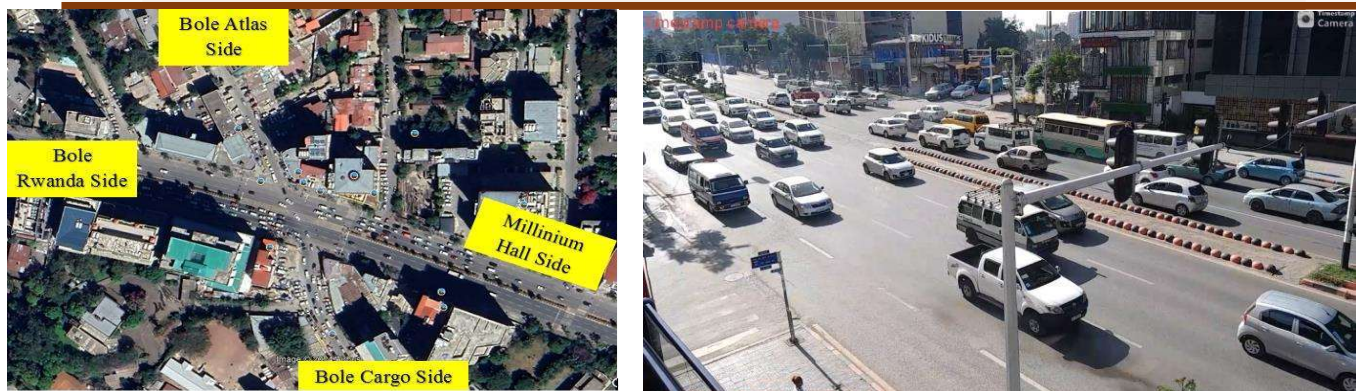 Bole Atlas
Side
Bole
Rwanda Side
Millinium
Hall Side
Bole Cargo Side
Timestamp camera
Timestamp
Camera
KIDUS